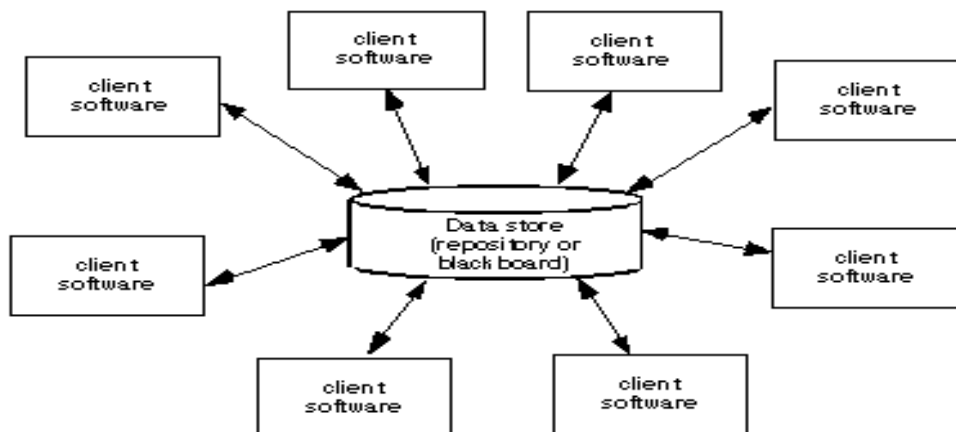 client
software
client
software
client
software
client
software
Data store
(repository or
blackboard)
client
software
client
software
client
software
client
software